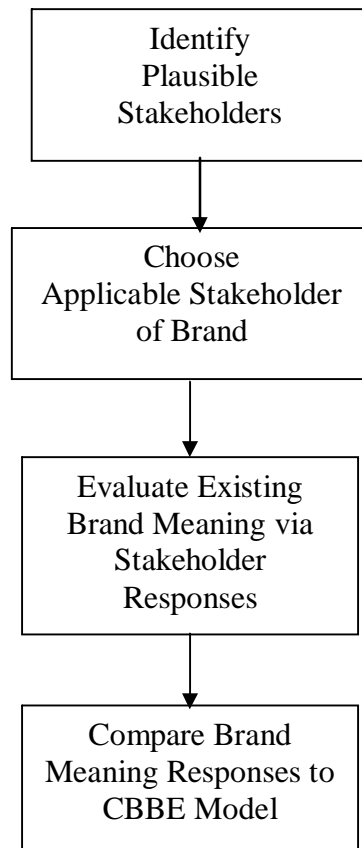 Identify
Plausible
Stakeholders
Choose
Applicable Stakeholder
of Brand
Evaluate Existing
Brand Meaning via
Stakeholder
Responses
Compare Brand
Meaning Responses to
CBBE Model